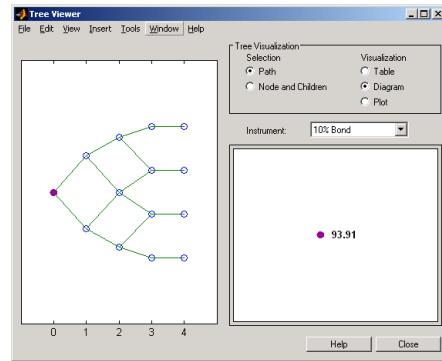 Tree Viewer
File Edit View Insert Tools Window Help
Tree Visualization
Selection
Visualization
Path
Table
Node and Children
Diagram
Plot
Instrument: 10% Bond
93.91
0 1 2 3 4
Help Close